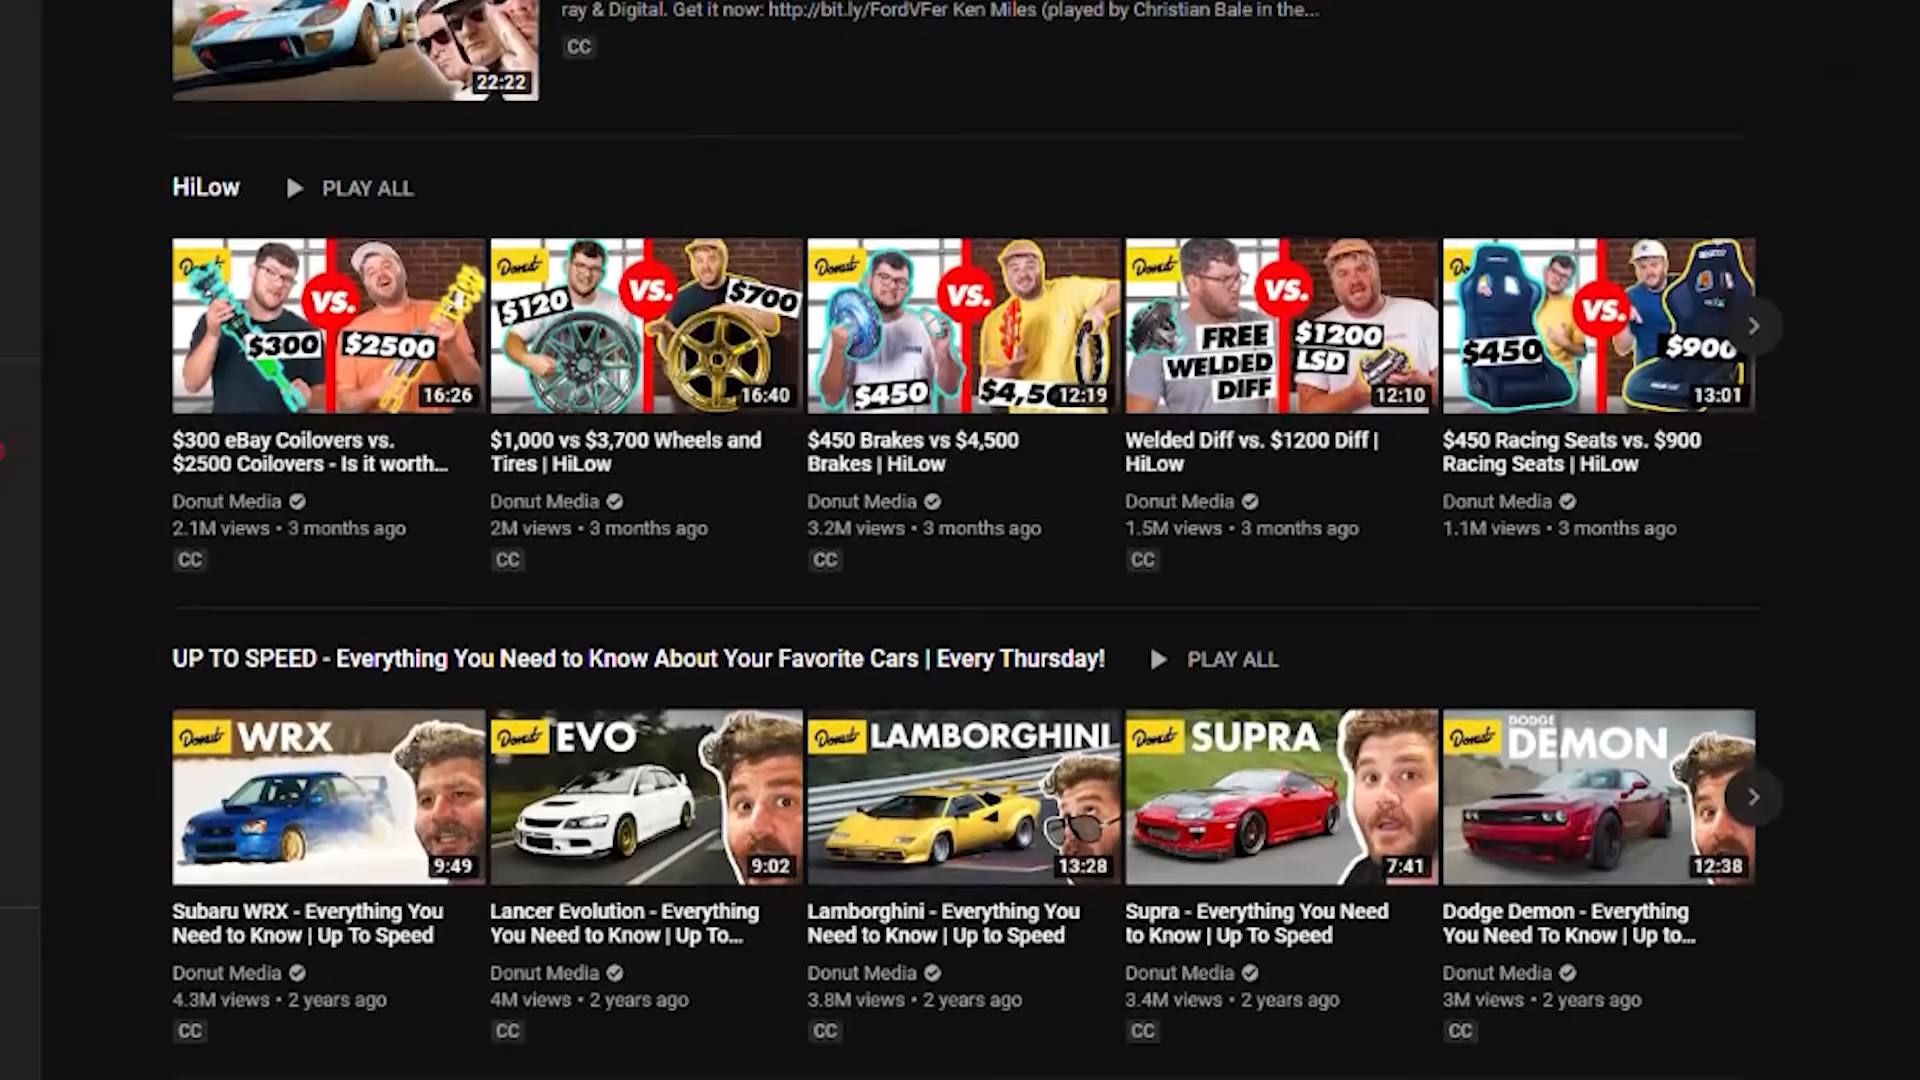 ray & Digital. Get it now: http://bit.ly/FordVFer Ken Miles (played by Christian Bale in the...
CC
22:22
HiLow
PLAY ALL
Donut
VS.
$300
$2500
16:26
Donut
VS.
$120
$700
16:40
Donut
VS.
$450
$4,50
12:19
Donut
VS.
FREE
WELDED
DIFF
$1200
LSD
12:10
Do
VS.
$450
$900
13:01
$300 eBay Coilovers vs.
$2500 Coilovers - Is it worth...
Donut Media
2.1M views • 3 months ago
CC
$1,000 vs $3,700 Wheels and
Tires | HiLow
Donut Media
2M views • 3 months ago
CC
$450 Brakes vs $4,500
Brakes | HiLow
Donut Media
3.2M views • 3 months ago
CC
Welded Diff vs. $1200 Diff |
HiLow
Donut Media
1.5M views • 3 months ago
CC
$450 Racing Seats vs. $900
Racing Seats | HiLow
Donut Media
1.1M views • 3 months ago
UP TO SPEED - Everything You Need to Know About Your Favorite Cars | Every Thursday!
PLAY ALL
Donut WRX
9:49
Donut EVO
9:02
Donut LAMBORGHINI
13:28
Donut SUPRA
7:41
Donut DODGE
DEMON
12:38
Subaru WRX - Everything You
Need to Know | Up To Speed
Donut Media
4.3M views • 2 years ago
CC
Lancer Evolution - Everything
You Need to Know | Up To...
Donut Media
4M views • 2 years ago
CC
Lamborghini - Everything You
Need to Know | Up to Speed
Donut Media
3.8M views • 2 years ago
CC
Supra - Everything You Need
to Know | Up To Speed
Donut Media
3.4M views • 2 years ago
CC
Dodge Demon - Everything
You Need To Know | Up to...
Donut Media
3M views • 2 years ago
CC